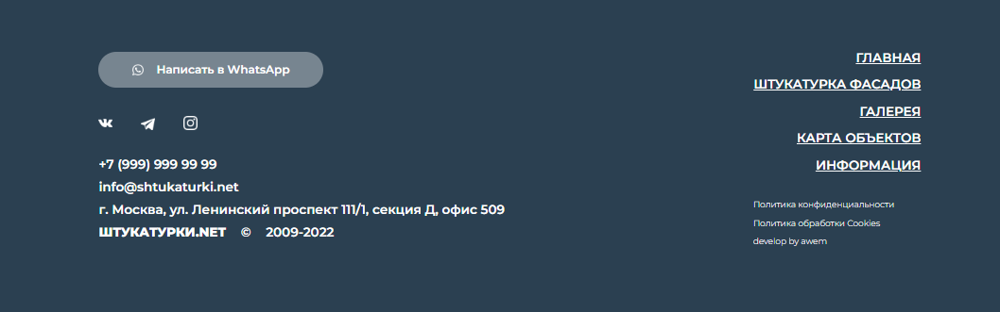 Написать в WhatsApp
+7 (999) 999 99 99
info@shtukaturki.net
г. Москва, ул. Ленинский проспект 111/1, секция Д, офис 509
ШТУКАТУРКИ.NET © 2009-2022
ГЛАВНАЯ
ШТУКАТУРКА ФАСАДОВ
ГАЛЕРЕЯ
КАРТА ОБЪЕКТОВ
ИНФОРМАЦИЯ
Политика конфиденциальности
Политика обработки Cookies
develop by awem